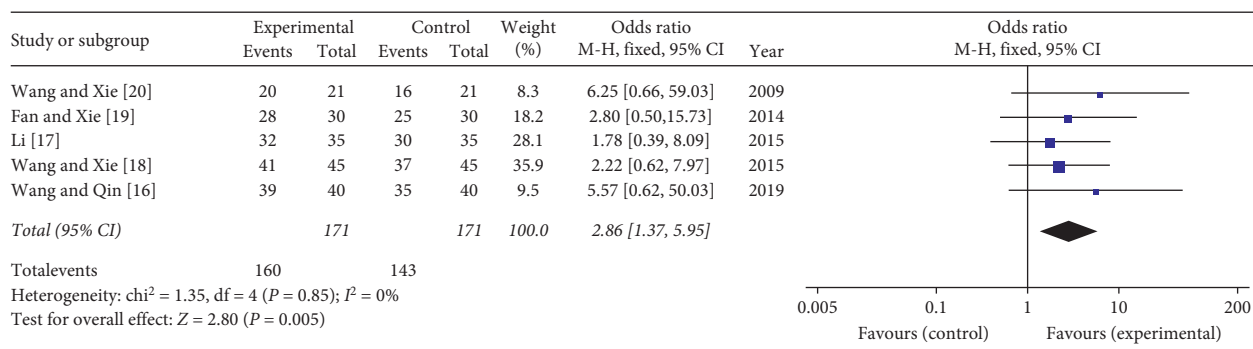 Study or subgroup Experimental Control Weight (%) Odds ratio M-H, fixed, 95% CI Year Odds ratio M-H, fixed, 95% CI
Events Total Events Total
Wang and Xie [20] 20 21 16 21 8.3 6.25 [0.66, 59.03] 2009
Fan and Xie [19] 28 30 25 30 18.2 2.80 [0.50,15.73] 2014
Li [17] 32 35 30 35 28.1 1.78 [0.39, 8.09] 2015
Wang and Xie [18] 41 45 37 45 35.9 2.22 [0.62, 7.97] 2015
Wang and Qin [16] 39 40 35 40 9.5 5.57 [0.62, 50.03] 2019
Total (95% CI) 171 171 100.0 2.86 [1.37, 5.95]
Totalevents 160 143
Heterogeneity: chi² = 1.35, df = 4 (P = 0.85); I² = 0%
Test for overall effect: Z = 2.80 (P = 0.005)
0.005 0.1 1 10 200
Favours (control) Favours (experimental)